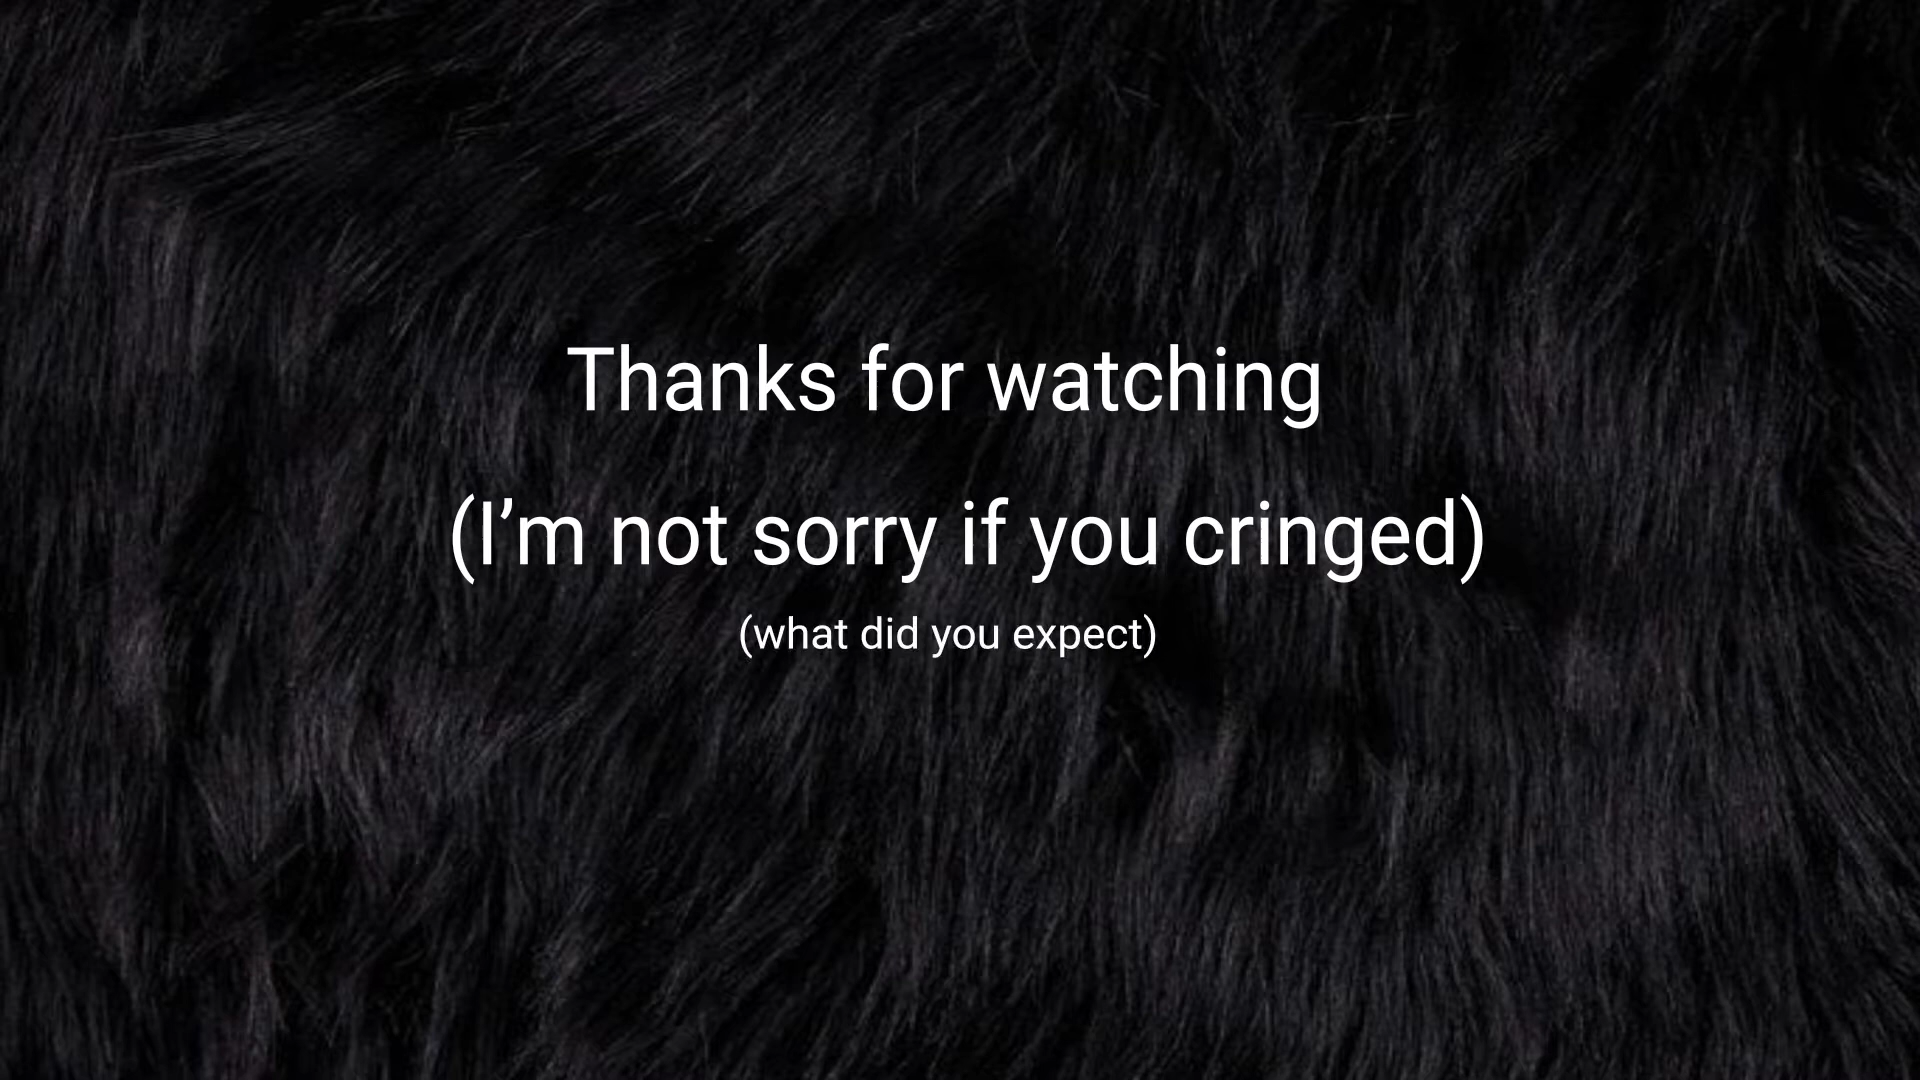 Thanks for watching
(I’m not sorry if you cringed)
(what did you expect)